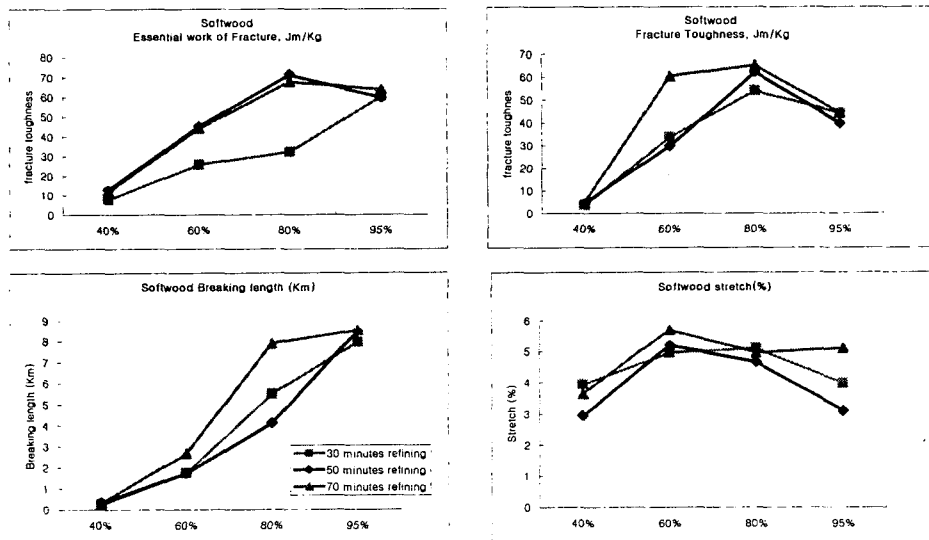 Softwood
Essential work of Fracture, Jm/Kg
fracture toughness
80
70
60
50
40
30
20
10
0
40% 60% 80% 95%
Softwood
Fracture Toughness, Jm/Kg
fracture toughnes
70
60
50
40
30
20
10
0
40% 60% 80% 95%
Softwood Breaking length (Km)
Breaking length (Km)
9
8
7
6
5
4
3
2
1
0
40% 60% 80% 95%
30 minutes refining
50 minutes refining
70 minutes refining
Softwood stretch(%)
Stretch (%)
6
5
4
3
2
1
0
40% 60% 80% 95%